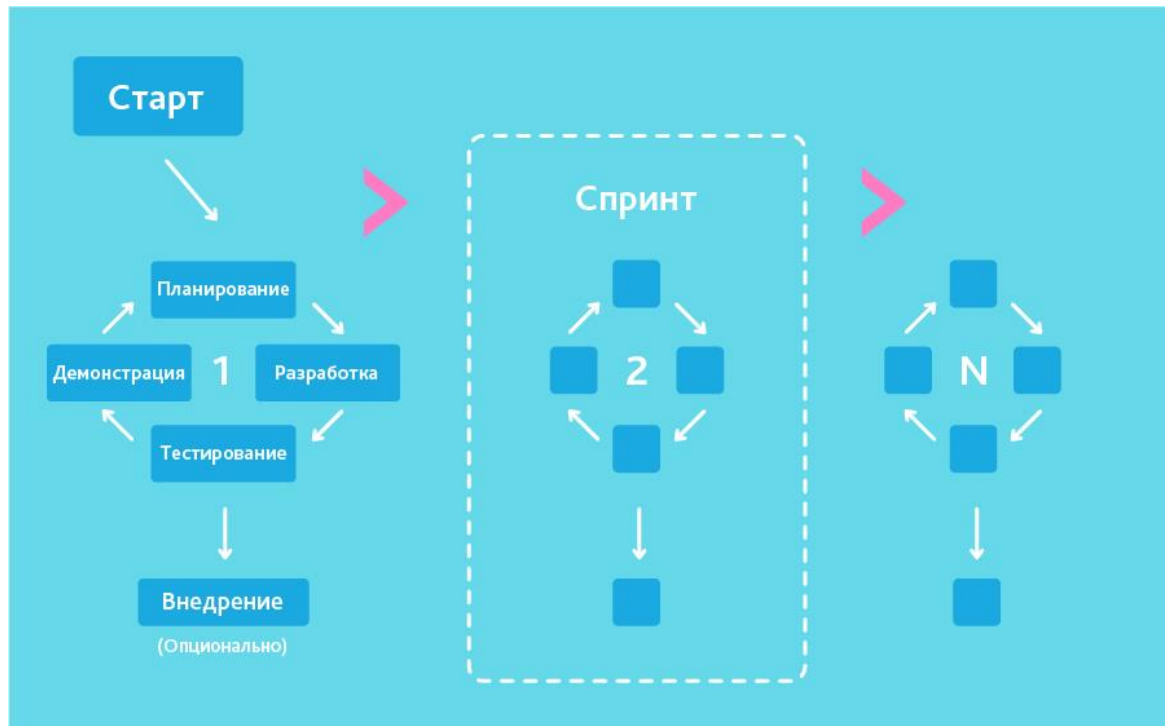 Старт
Спринт
Планирование
Демонстрация
1
Разработка
2
N
Тестирование
Внедрение
(Опционально)